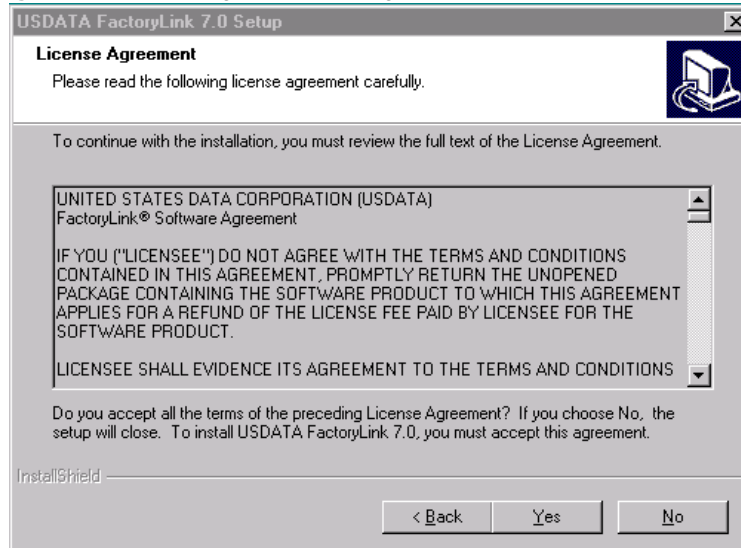 USDATA FactoryLink 7.0 Setup
License Agreement
Please read the following license agreement carefully.
To continue with the installation, you must review the full text of the License Agreement.
UNITED STATES DATA CORPORATION (USDATA)
FactoryLink® Software Agreement
IF YOU ("LICENSEE") DO NOT AGREE WITH THE TERMS AND CONDITIONS
CONTAINED IN THIS AGREEMENT, PROMPTLY RETURN THE UNOPENED
PACKAGE CONTAINING THE SOFTWARE PRODUCT TO WHICH THIS AGREEMENT
APPLIES FOR A REFUND OF THE LICENSE FEE PAID BY LICENSEE FOR THE
SOFTWARE PRODUCT.
LICENSEE SHALL EVIDENCE ITS AGREEMENT TO THE TERMS AND CONDITIONS
Do you accept all the terms of the preceding License Agreement? If you choose No, the
setup will close. To install USDATA FactoryLink 7.0, you must accept this agreement.
InstallShield
< Back Yes No